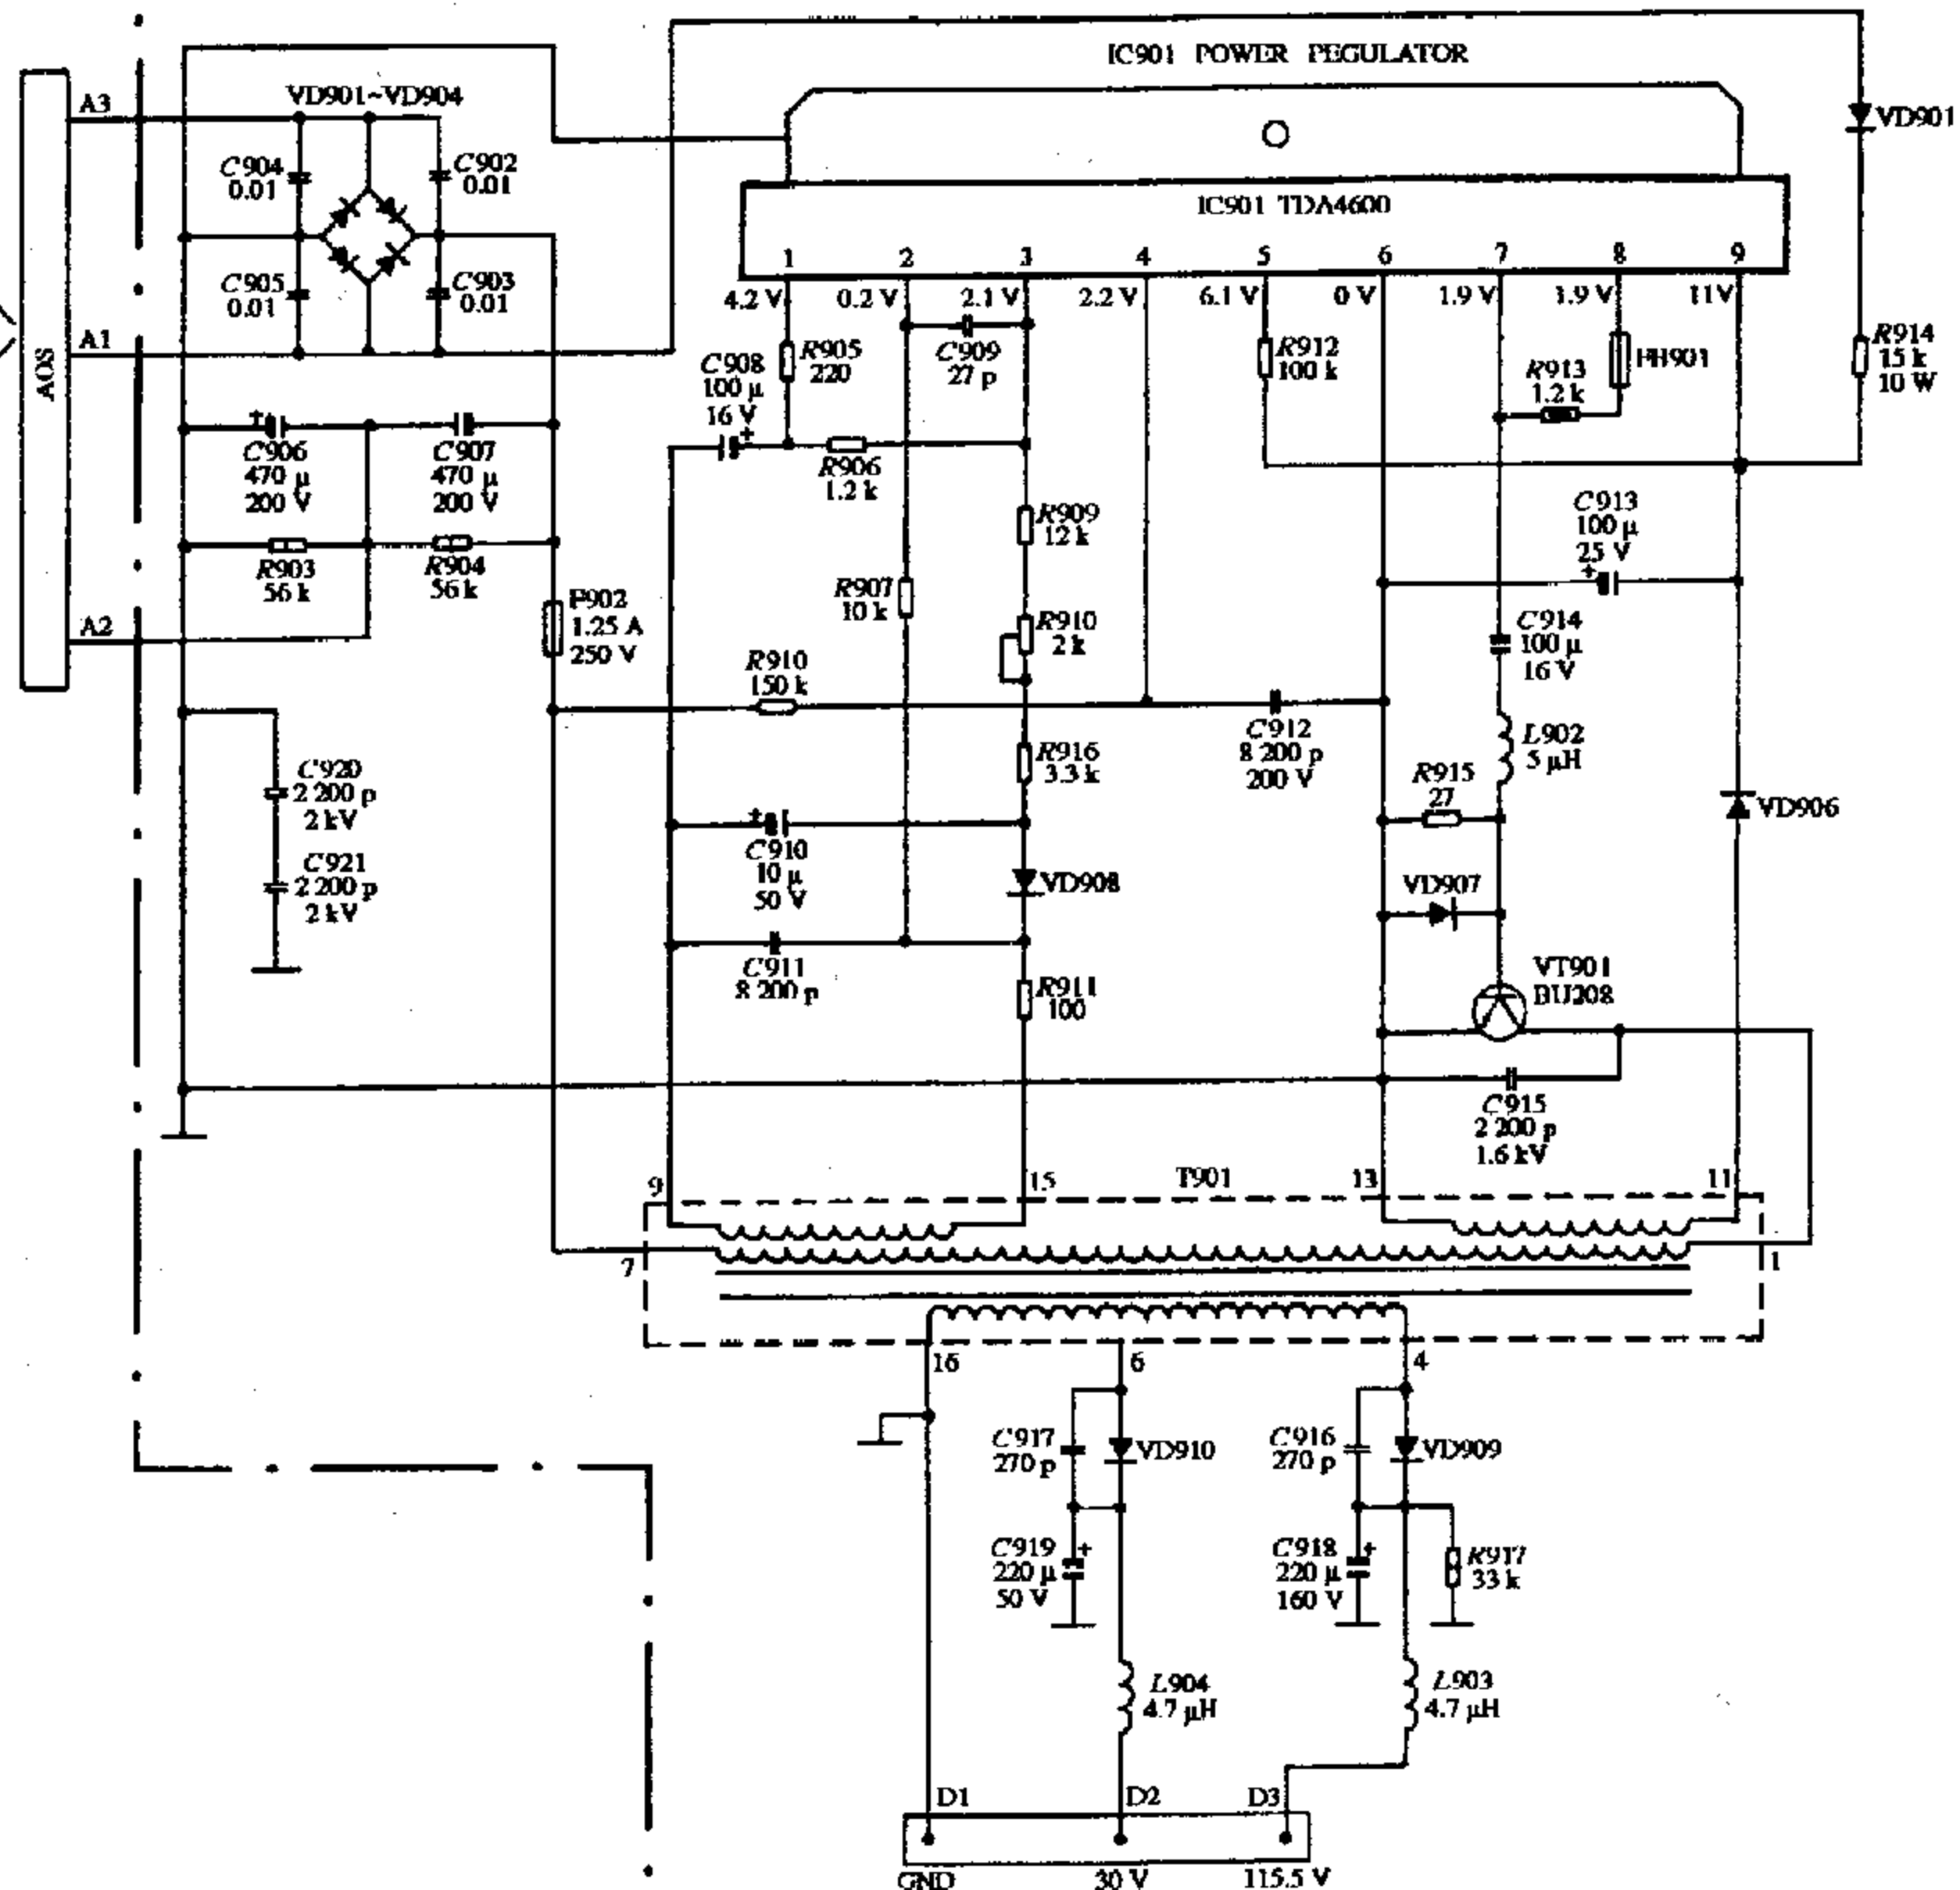 IC901 POWER PEGULATOR
A3
VD901~VD904
VD901
C904
0.01
C902
0.01
IC901 TDA4600
1 2 3 4 5 6 7 8 9
C905
0.01
C903
0.01
4.2 V 0.2 V 2.1 V 2.2 V 6.1 V 0 V 1.9 V 1.9 V 11V
A1
AOS
C908
100 μ
16 V
R905
220
C909
27 p
R912
100 k
R913
1.2 k
R914
15 k
10 W
C906
470 μ
200 V
C907
470 μ
200 V
R906
1.2 k
R903
56 k
R904
56 k
R909
12 k
C913
100 μ
25 V
A2
F902
1.25 A
250 V
R907
10 k
R910
2 k
C914
100 μ
16 V
R910
150 k
C912
8 200 p
200 V
L902
5 μH
C920
2 200 p
2 kV
R916
3.3 k
R915
27
VD906
C921
2 200 p
2 kV
C910
10 μ
50 V
VD908
VD907
C911
8 200 p
R911
100
VT901
BU208
C915
2 200 p
1.6 kV
9 15 T901 13 11
7 1
16 6 4
C917
270 p
VD910
C916
270 p
VD909
C919
220 μ
50 V
C918
220 μ
160 V
R917
33 k
L904
4.7 μH
L903
4.7 μH
D1 D2 D3
GND 30 V 115.5 V